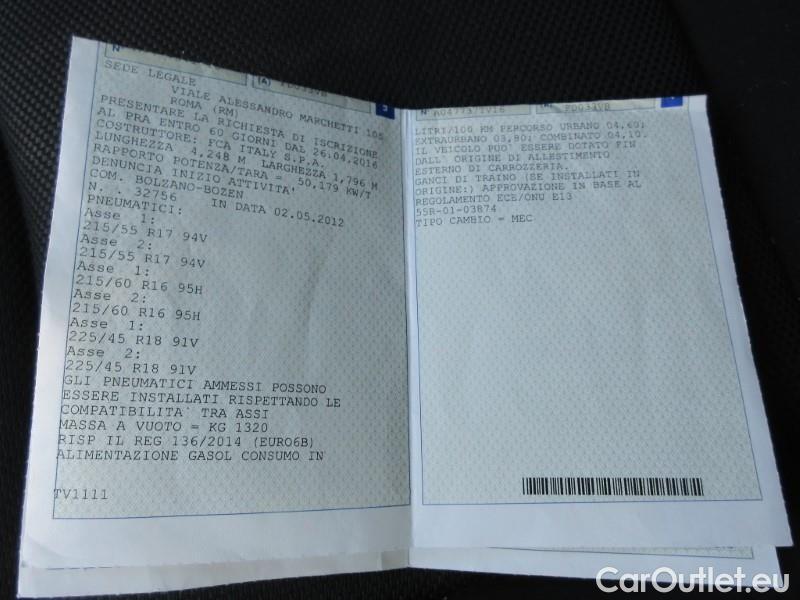 N
(A) FD033VB
3
SEDE LEGALE
VIALE ALESSANDRO MARCHETTI 105
ROMA (RM)
PRESENTARE LA RICHIESTA DI ISCRIZIONE
AL PRA ENTRO 60 GIORNI DAL 26.04.2016
COSTRUTTORE: FCA ITALY S.P.A.
LUNGHEZZA 4,248 M LARGHEZZA 1,796 M
RAPPORTO POTENZA/TARA = 50,179 KW/T
DENUNCIA INIZIO ATTIVITA'
COM. BOLZANO-BOZEN
N. . 32756 IN DATA 02.05.2012
PNEUMATICI:
Asse 1:
215/55 R17 94V
Asse 2:
215/55 R17 94V
Asse 1:
215/60 R16 95H
Asse 2:
215/60 R16 95H
Asse 1:
225/45 R18 91V
Asse 2:
225/45 R18 91V
GLI PNEUMATICI AMMESSI POSSONO
ESSERE INSTALLATI RISPETTANDO LE
COMPATIBILITA` TRA ASSI
MASSA A VUOTO = KG 1320
RISP IL REG 136/2014 (EURO6B)
ALIMENTAZIONE GASOL CONSUMO IN
TV1111
N A047737TV16 FD033VB
LITRI/100 KM PERCORSO URBANO 04,60;
EXTRAURBANO 03,80; COMBINATO 04,10.
IL VEICOLO PUO` ESSERE DOTATO FIN
DALL` ORIGINE DI ALLESTIMENTO
ESTERNO DI CARROZZERIA.
GANCI DI TRAINO (SE INSTALLATI IN
ORIGINE:) APPROVAZIONE IN BASE AL
REGOLAMENTO ECE/ONU E13
55R-01-03874
TIPO CAMBIO = MEC
CarOutlet.eu